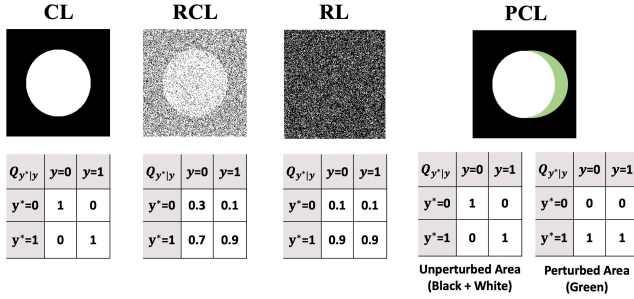 CL RCL RL PCL
Q_{y*|y} y=0 y=1 Q_{y*|y} y=0 y=1 Q_{y*|y} y=0 y=1 Q_{y*|y} y=0 y=1 Q_{y*|y} y=0 y=1
y*=0 1 0 y*=0 0.3 0.1 y*=0 0.1 0.1 y*=0 1 0 y*=0 0 0
y*=1 0 1 y*=1 0.7 0.9 y*=1 0.9 0.9 y*=1 0 1 y*=1 1 1
Unperturbed Area Perturbed Area
(Black + White) (Green)